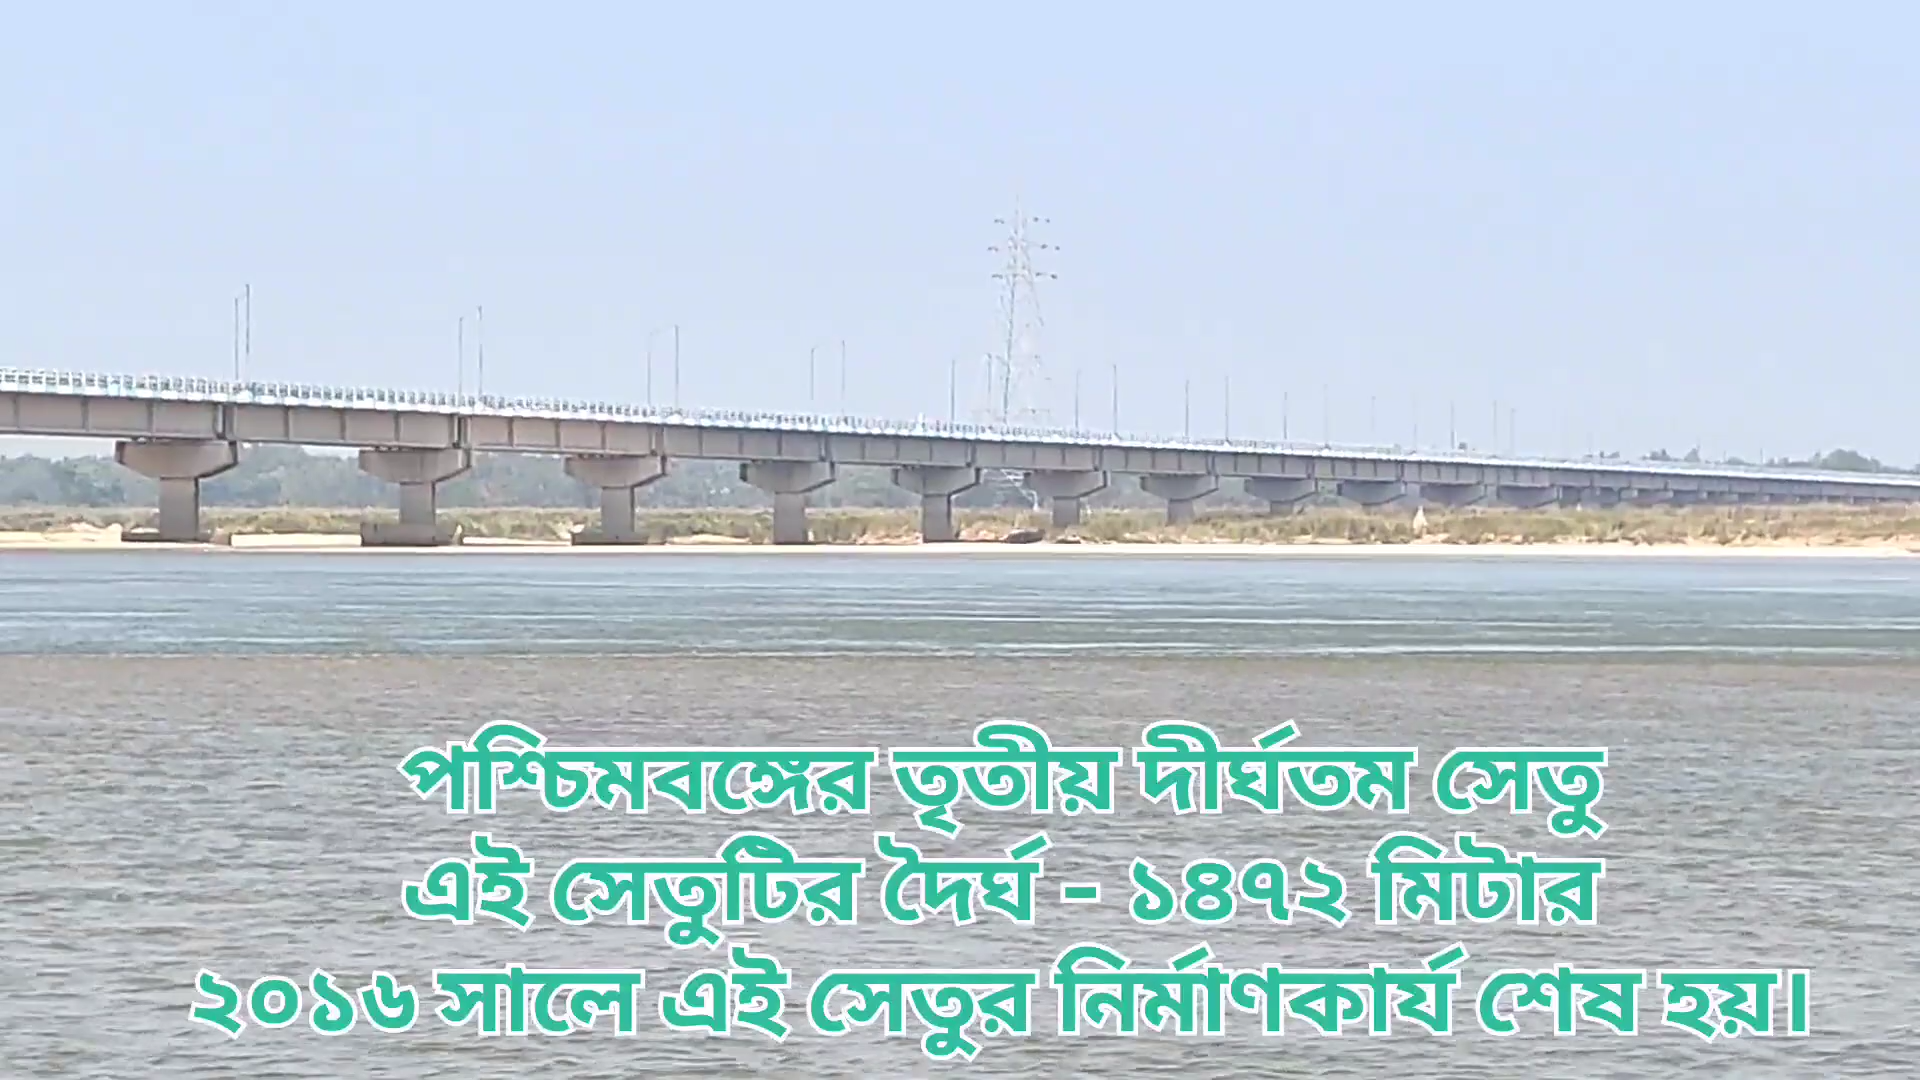 পশ্চিমবঙ্গের তৃতীয় দীর্ঘতম সেতু
এই সেতুটির দৈর্ঘ - ১৪৭২ মিটার
২০১৬ সালে এই সেতুর নির্মাণকার্য শেষ হয়।